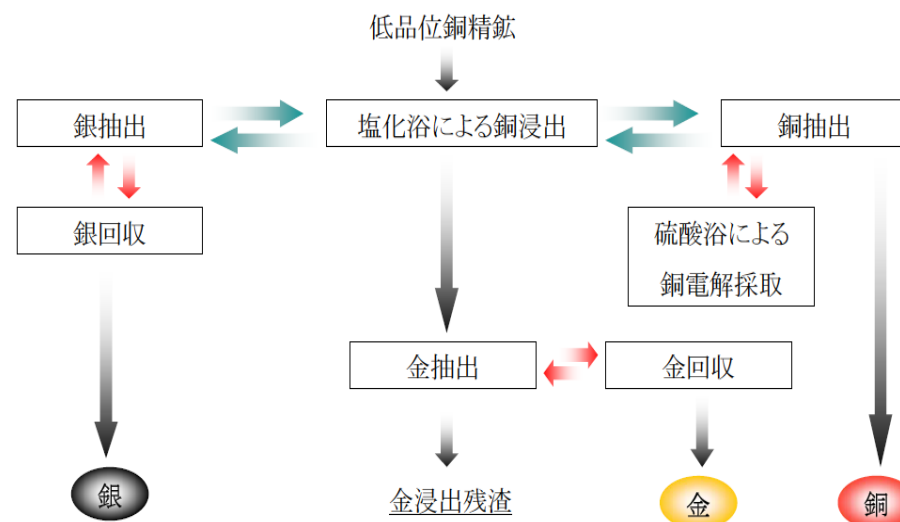 低品位銅精鉱
銀抽出
塩化浴による銅浸出
銅抽出
銀回収
硫酸浴による
銅電解採取
金抽出
金回収
銀
金浸出残渣
金
銅